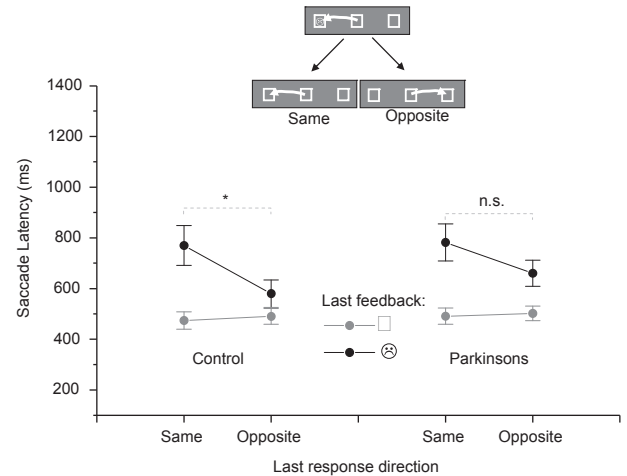 Same
Opposite
1400
1200
1000
800
600
400
200
Saccade Latency (ms)
*
n.s.
Last feedback:
Control
Parkinsons
Same
Opposite
Same
Opposite
Last response direction